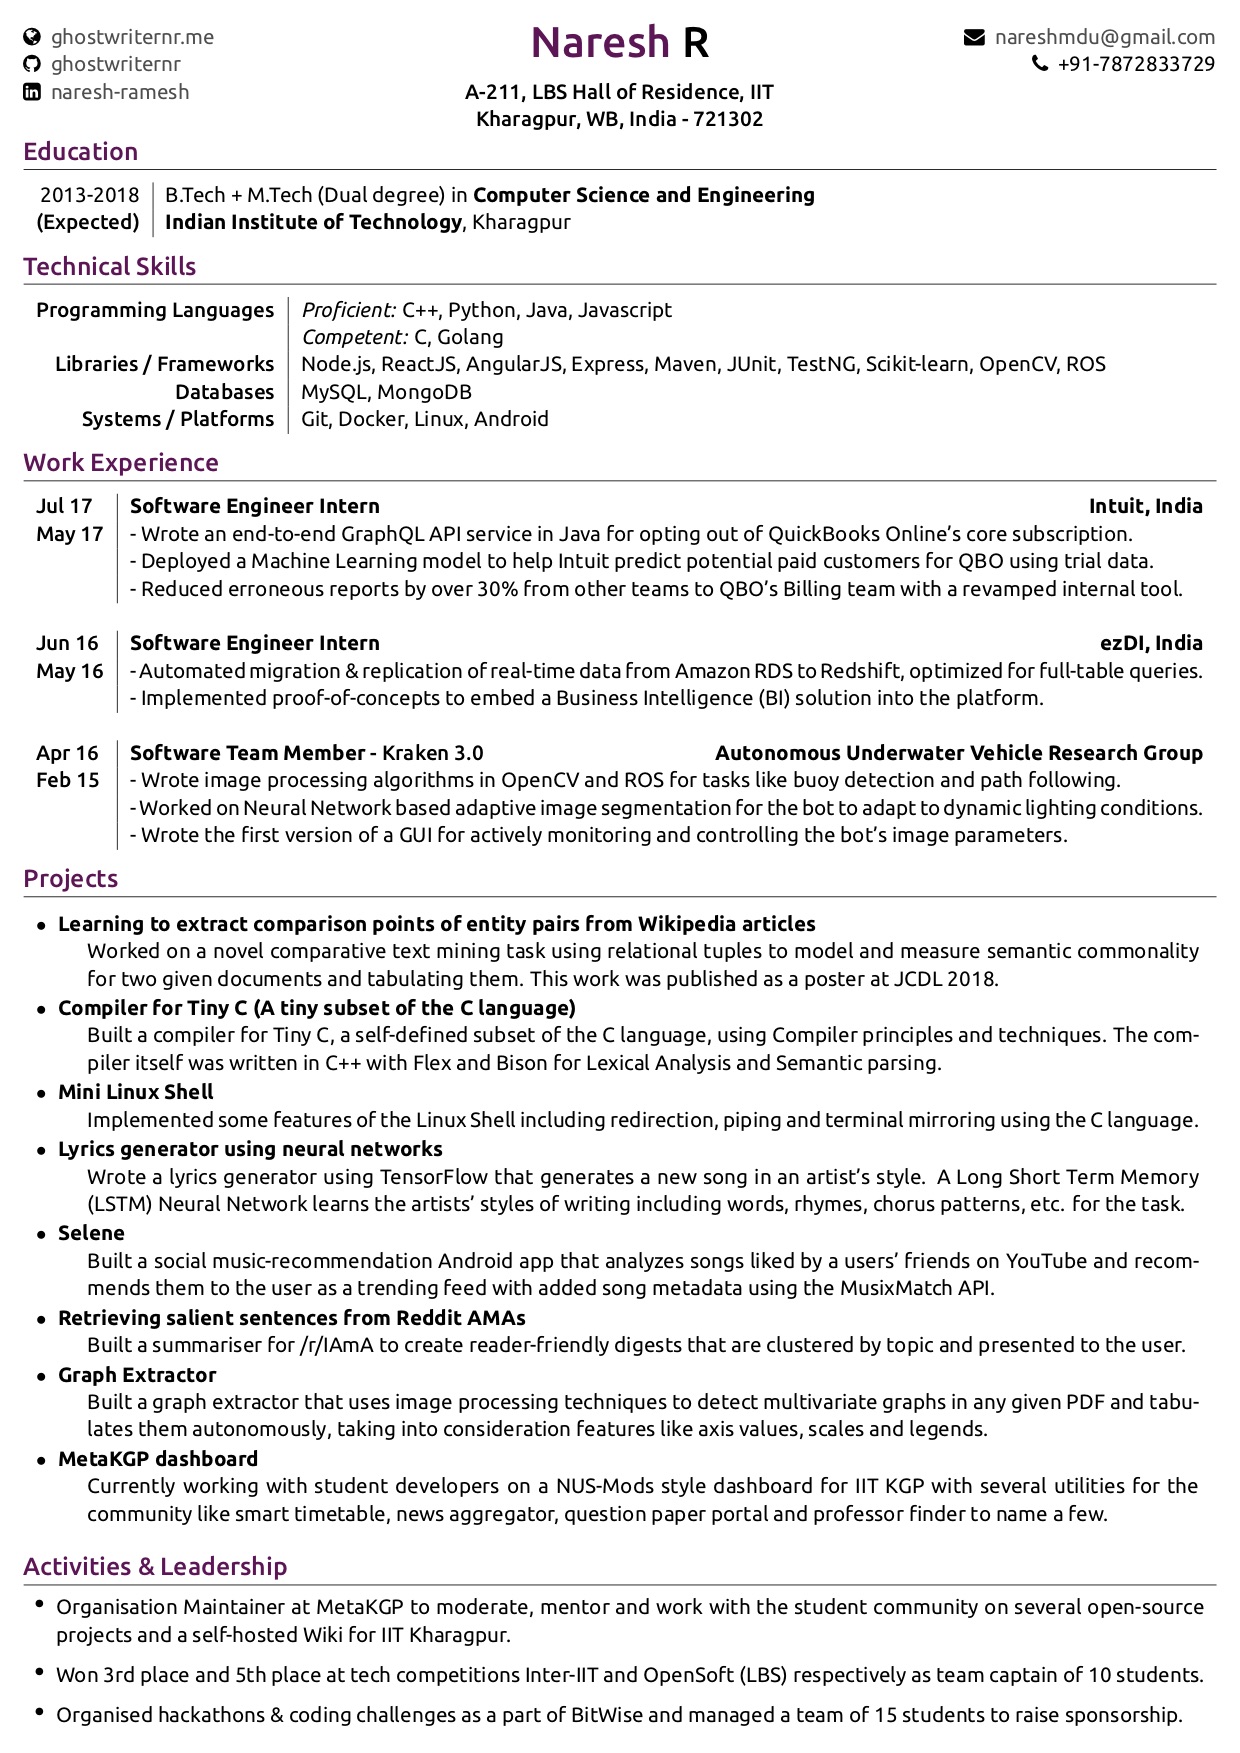 ghostwriternr.me
ghostwriternr
naresh-ramesh
Naresh R
A-211, LBS Hall of Residence, IIT
Kharagpur, WB, India - 721302
nareshmdu@gmail.com
+91-7872833729
Education
2013-2018 B.Tech + M.Tech (Dual degree) in Computer Science and Engineering
(Expected) Indian Institute of Technology, Kharagpur
Technical Skills
Programming Languages Proficient: C++, Python, Java, Javascript
Competent: C, Golang
Libraries / Frameworks Node.js, ReactJS, AngularJS, Express, Maven, JUnit, TestNG, Scikit-learn, OpenCV, ROS
Databases MySQL, MongoDB
Systems / Platforms Git, Docker, Linux, Android
Work Experience
Jul 17 Software Engineer Intern Intuit, India
May 17 - Wrote an end-to-end GraphQL API service in Java for opting out of QuickBooks Online’s core subscription.
- Deployed a Machine Learning model to help Intuit predict potential paid customers for QBO using trial data.
- Reduced erroneous reports by over 30% from other teams to QBO’s Billing team with a revamped internal tool.
Jun 16 Software Engineer Intern ezDI, India
May 16 - Automated migration & replication of real-time data from Amazon RDS to Redshift, optimized for full-table queries.
- Implemented proof-of-concepts to embed a Business Intelligence (BI) solution into the platform.
Apr 16 Software Team Member - Kraken 3.0 Autonomous Underwater Vehicle Research Group
Feb 15 - Wrote image processing algorithms in OpenCV and ROS for tasks like buoy detection and path following.
- Worked on Neural Network based adaptive image segmentation for the bot to adapt to dynamic lighting conditions.
- Wrote the first version of a GUI for actively monitoring and controlling the bot’s image parameters.
Projects
• Learning to extract comparison points of entity pairs from Wikipedia articles
Worked on a novel comparative text mining task using relational tuples to model and measure semantic commonality
for two given documents and tabulating them. This work was published as a poster at JCDL 2018.
• Compiler for Tiny C (A tiny subset of the C language)
Built a compiler for Tiny C, a self-defined subset of the C language, using Compiler principles and techniques. The com-
piler itself was written in C++ with Flex and Bison for Lexical Analysis and Semantic parsing.
• Mini Linux Shell
Implemented some features of the Linux Shell including redirection, piping and terminal mirroring using the C language.
• Lyrics generator using neural networks
Wrote a lyrics generator using TensorFlow that generates a new song in an artist’s style. A Long Short Term Memory
(LSTM) Neural Network learns the artists’ styles of writing including words, rhymes, chorus patterns, etc. for the task.
• Selene
Built a social music-recommendation Android app that analyzes songs liked by a users’ friends on YouTube and recom-
mends them to the user as a trending feed with added song metadata using the MusixMatch API.
• Retrieving salient sentences from Reddit AMAs
Built a summariser for /r/IAmA to create reader-friendly digests that are clustered by topic and presented to the user.
• Graph Extractor
Built a graph extractor that uses image processing techniques to detect multivariate graphs in any given PDF and tabu-
lates them autonomously, taking into consideration features like axis values, scales and legends.
• MetaKGP dashboard
Currently working with student developers on a NUS-Mods style dashboard for IIT KGP with several utilities for the
community like smart timetable, news aggregator, question paper portal and professor finder to name a few.
Activities & Leadership
• Organisation Maintainer at MetaKGP to moderate, mentor and work with the student community on several open-source
projects and a self-hosted Wiki for IIT Kharagpur.
• Won 3rd place and 5th place at tech competitions Inter-IIT and OpenSoft (LBS) respectively as team captain of 10 students.
• Organised hackathons & coding challenges as a part of BitWise and managed a team of 15 students to raise sponsorship.